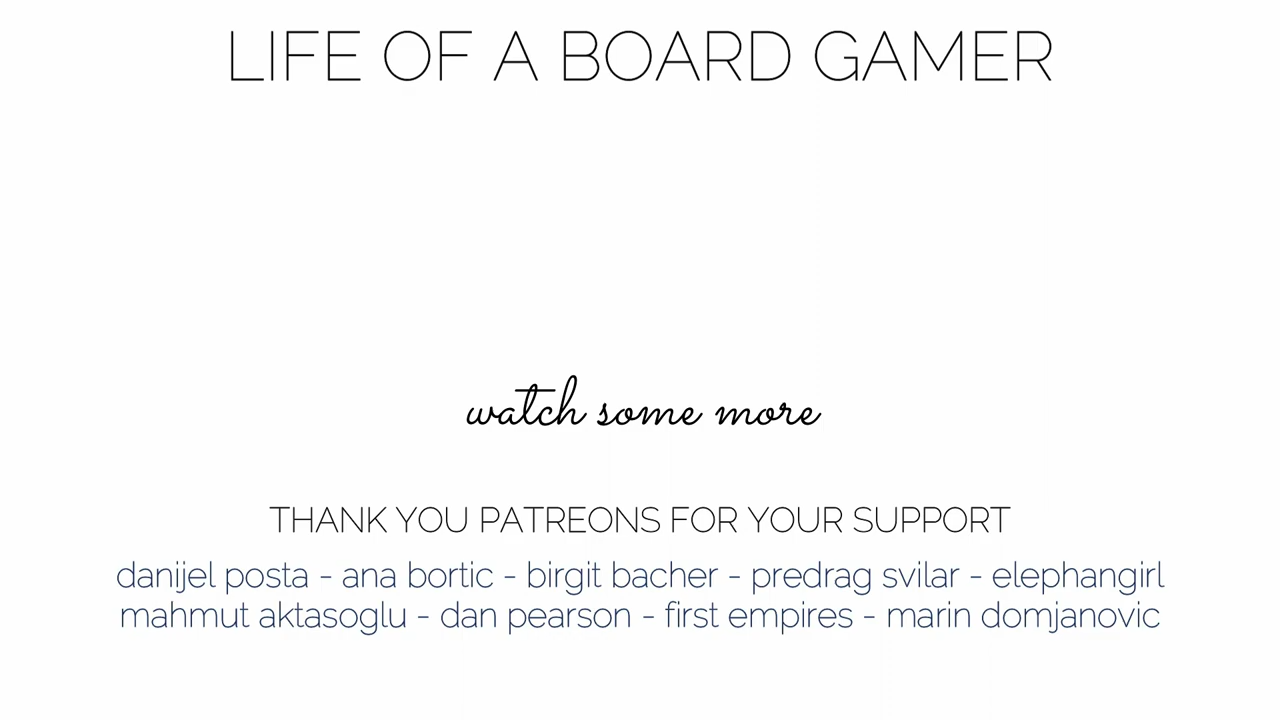 LIFE OF A BOARD GAMER
watch some more
THANK YOU PATREONS FOR YOUR SUPPORT
danijel posta - ana bortic - birgit bacher - predrag svilar - elephangirl
mahmut aktasoglu - dan pearson - first empires - marin domjanovic